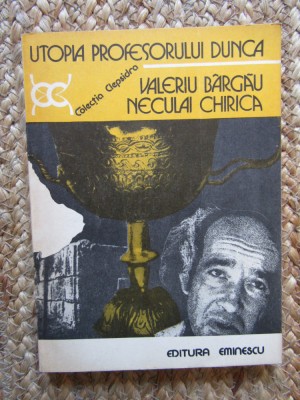 UTOPIA PROFESORULUI DUNCA
Colecția Clepsidra
VALERIU BÂRGĂU
NECULAI CHIRICA
EDITURA EMINESCU